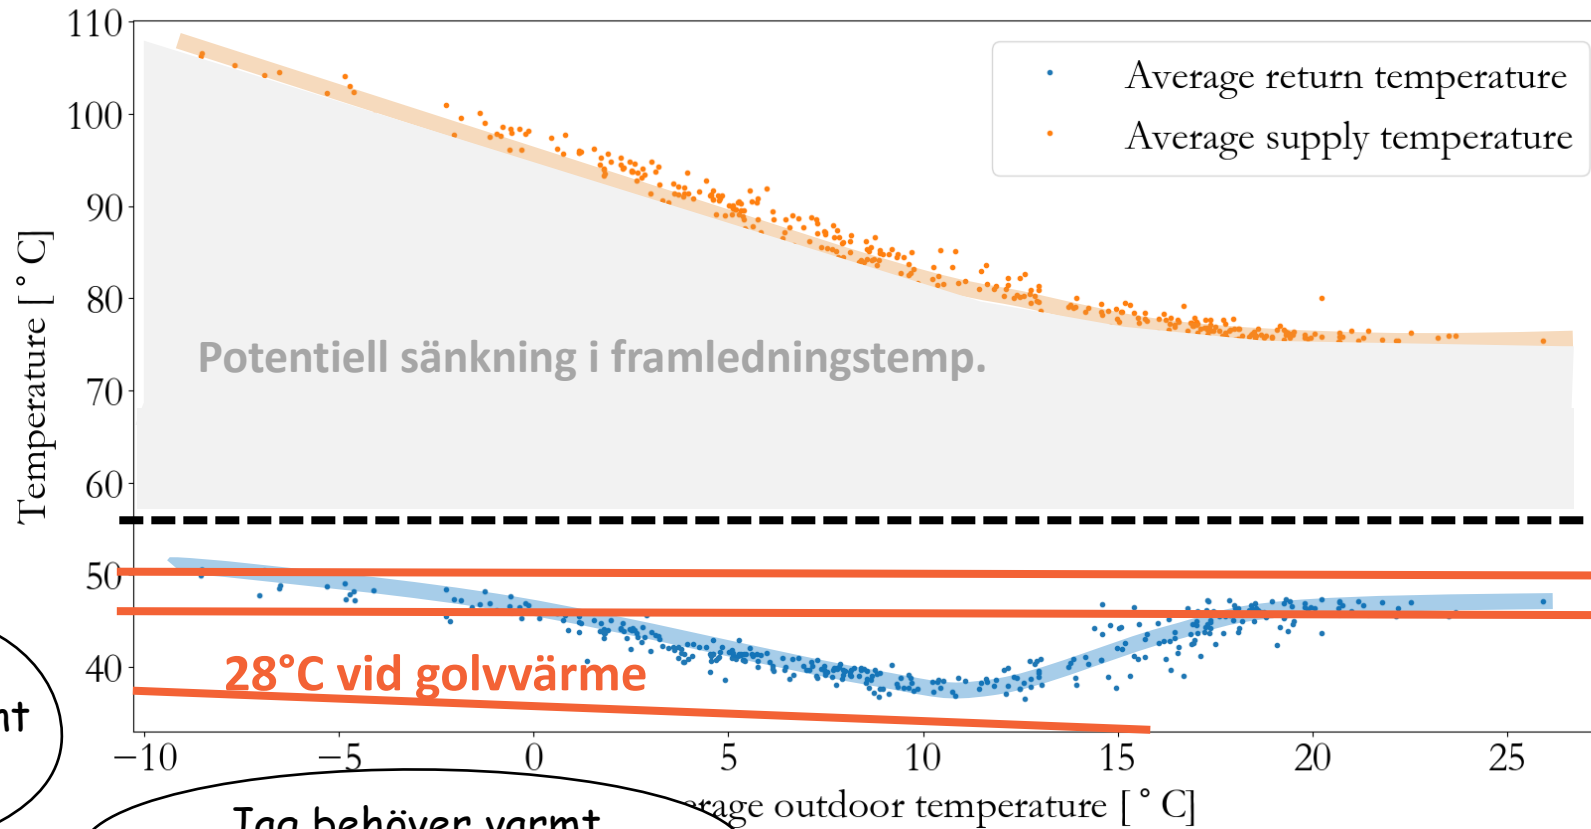 110
100
90
80
70
60
50
40
Temperature [°C]
Average return temperature
Average supply temperature
Potentiell sänkning i framledningstemp.
28°C vid golvvärme
−10
−5
0
5
10
15
20
25
outdoor temperature [°C]
Jag behöver varmt